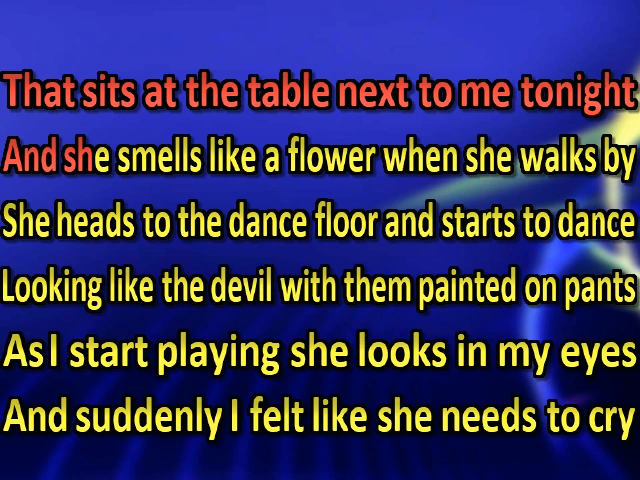 That sits at the table next to me tonight
And she smells like a flower when she walks by
She heads to the dance floor and starts to dance
Looking like the devil with them painted on pants
As I start playing she looks in my eyes
And suddenly I felt like she needs to cry